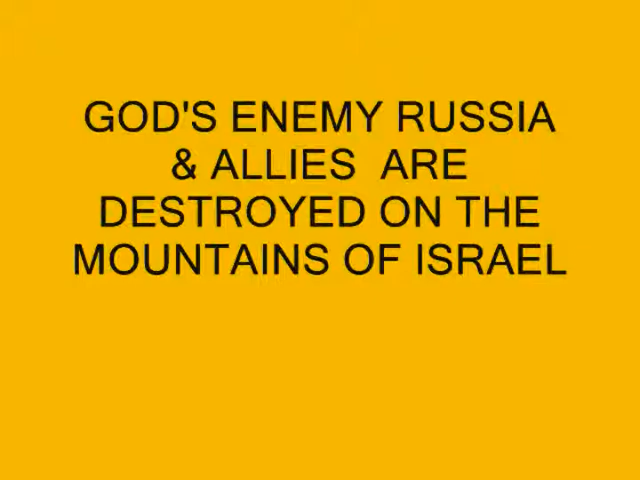 GOD'S ENEMY RUSSIA
& ALLIES  ARE
DESTROYED ON THE
MOUNTAINS OF ISRAEL